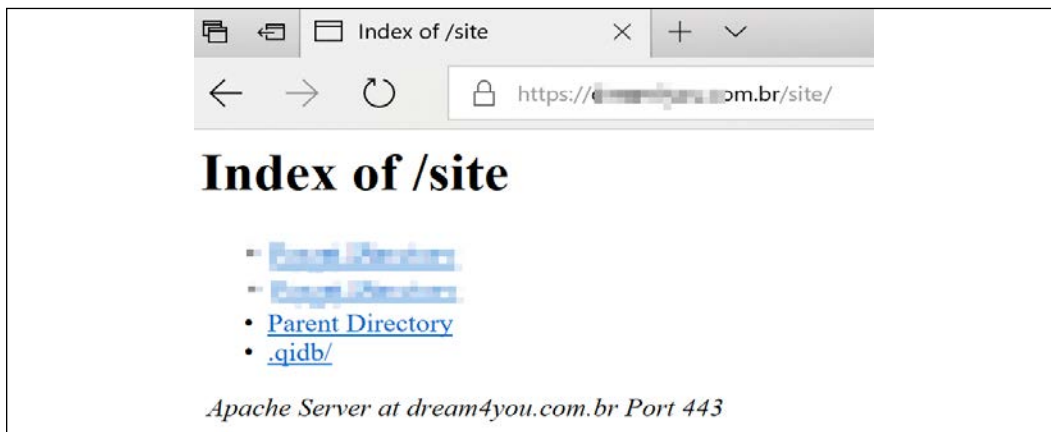 Index of /site
https:// om.br/site/
Index of /site
Parent Directory
.qidb/
Apache Server at dream4you.com.br Port 443